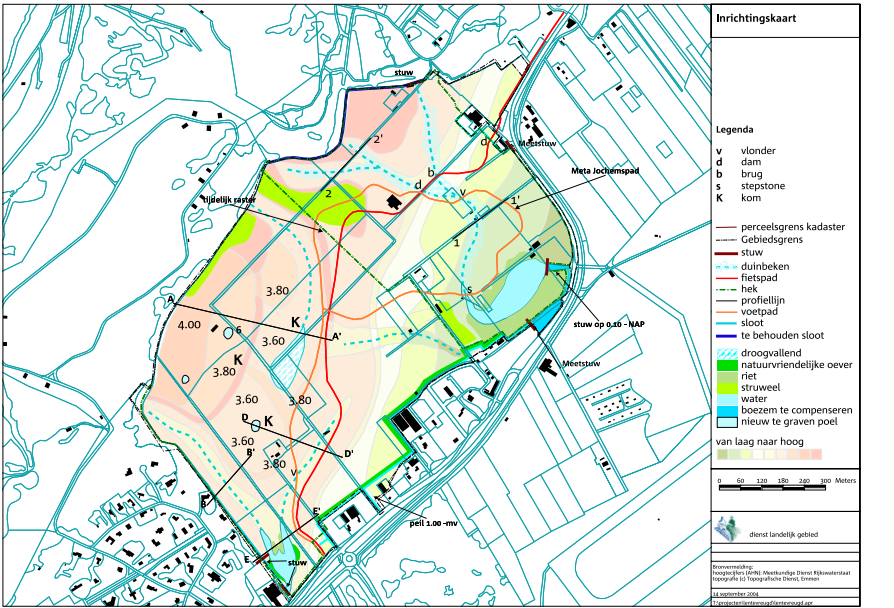 Inrichtingskaart
Legenda
v vlonder
d dam
b brug
s stepstone
K kom
perceelsgrens kadaster
Gebiedsgrens
stuw
duinbeken
fietspad
hek
profiellijn
voetpad
sloot
te behouden sloot
droogvallend
natuurvriendelijke oever
riet
struweel
water
boezem te compenseren
nieuw te graven poel
van laag naar hoog
0 60 120 180 240 300 Meters
dienst landelijk gebied
Bronvermelding:
hoogtecijfers (AHN): Meetkundige Dienst Rijkswaterstaat
topografie (c) Topografische Dienst, Emmen
14 september 2004
T:\projecten\lentevreugd\lentevreugd.apr
stuw
2'
d
Meetstuw
b
d
v
Meta Jochemspad
tijdelijk raster
2
1'
1
3.80
s
A
4.00
K
6
3.60
A'
stuw op 0.10 - NAP
K
3.80
Meetstuw
3.60
3.80
D
K
3.60
B'
D'
3.80
v
B
E'
peil 1.00 -mv
E
stuw